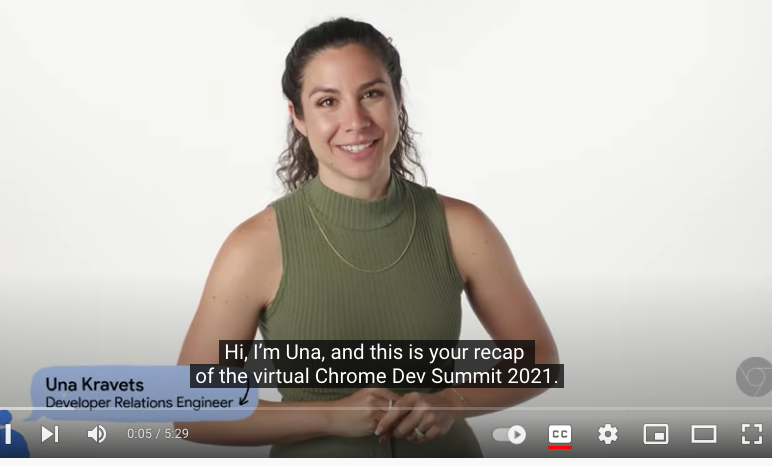 Hi, I'm Una, and this is your recap
of the virtual Chrome Dev Summit 2021.
Una Kravets
Developer Relations Engineer
0:05 / 5:29
CC